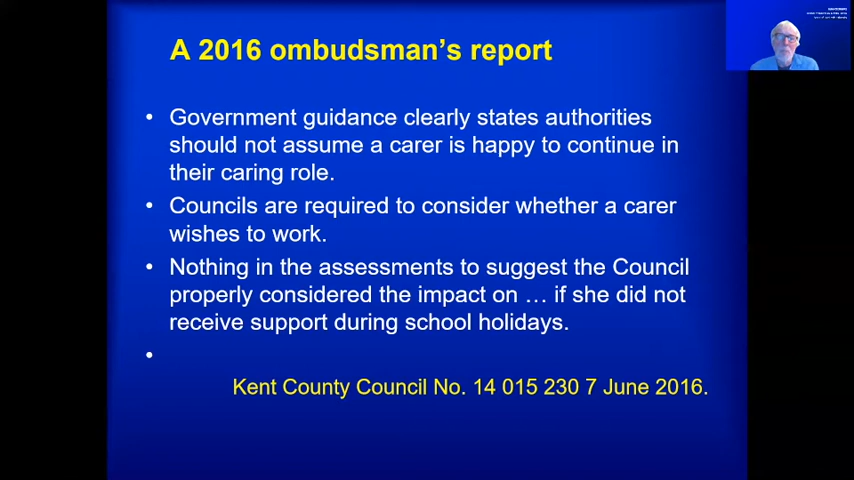 A 2016 ombudsman's report
• Government guidance clearly states authorities
should not assume a carer is happy to continue in
their caring role.
• Councils are required to consider whether a carer
wishes to work.
• Nothing in the assessments to suggest the Council
properly considered the impact on … if she did not
receive support during school holidays.
•
Kent County Council No. 14 015 230 7 June 2016.